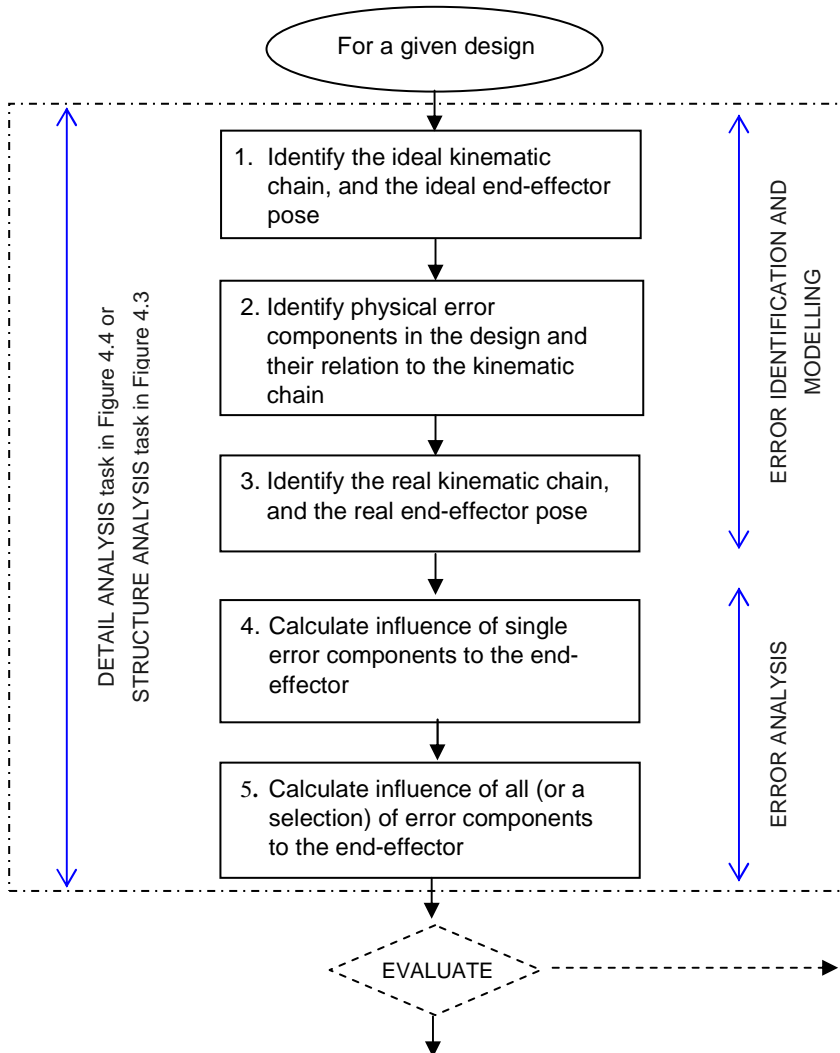 For a given design
1. Identify the ideal kinematic
chain, and the ideal end-effector
pose
2. Identify physical error
components in the design and
their relation to the kinematic
chain
3. Identify the real kinematic chain,
and the real end-effector pose
4. Calculate influence of single
error components to the end-
effector
5. Calculate influence of all (or a
selection) of error components
to the end-effector
EVALUATE
DETAIL ANALYSIS task in Figure 4.4 or
STRUCTURE ANALYSIS task in Figure 4.3
ERROR IDENTIFICATION AND
MODELLING
ERROR ANALYSIS